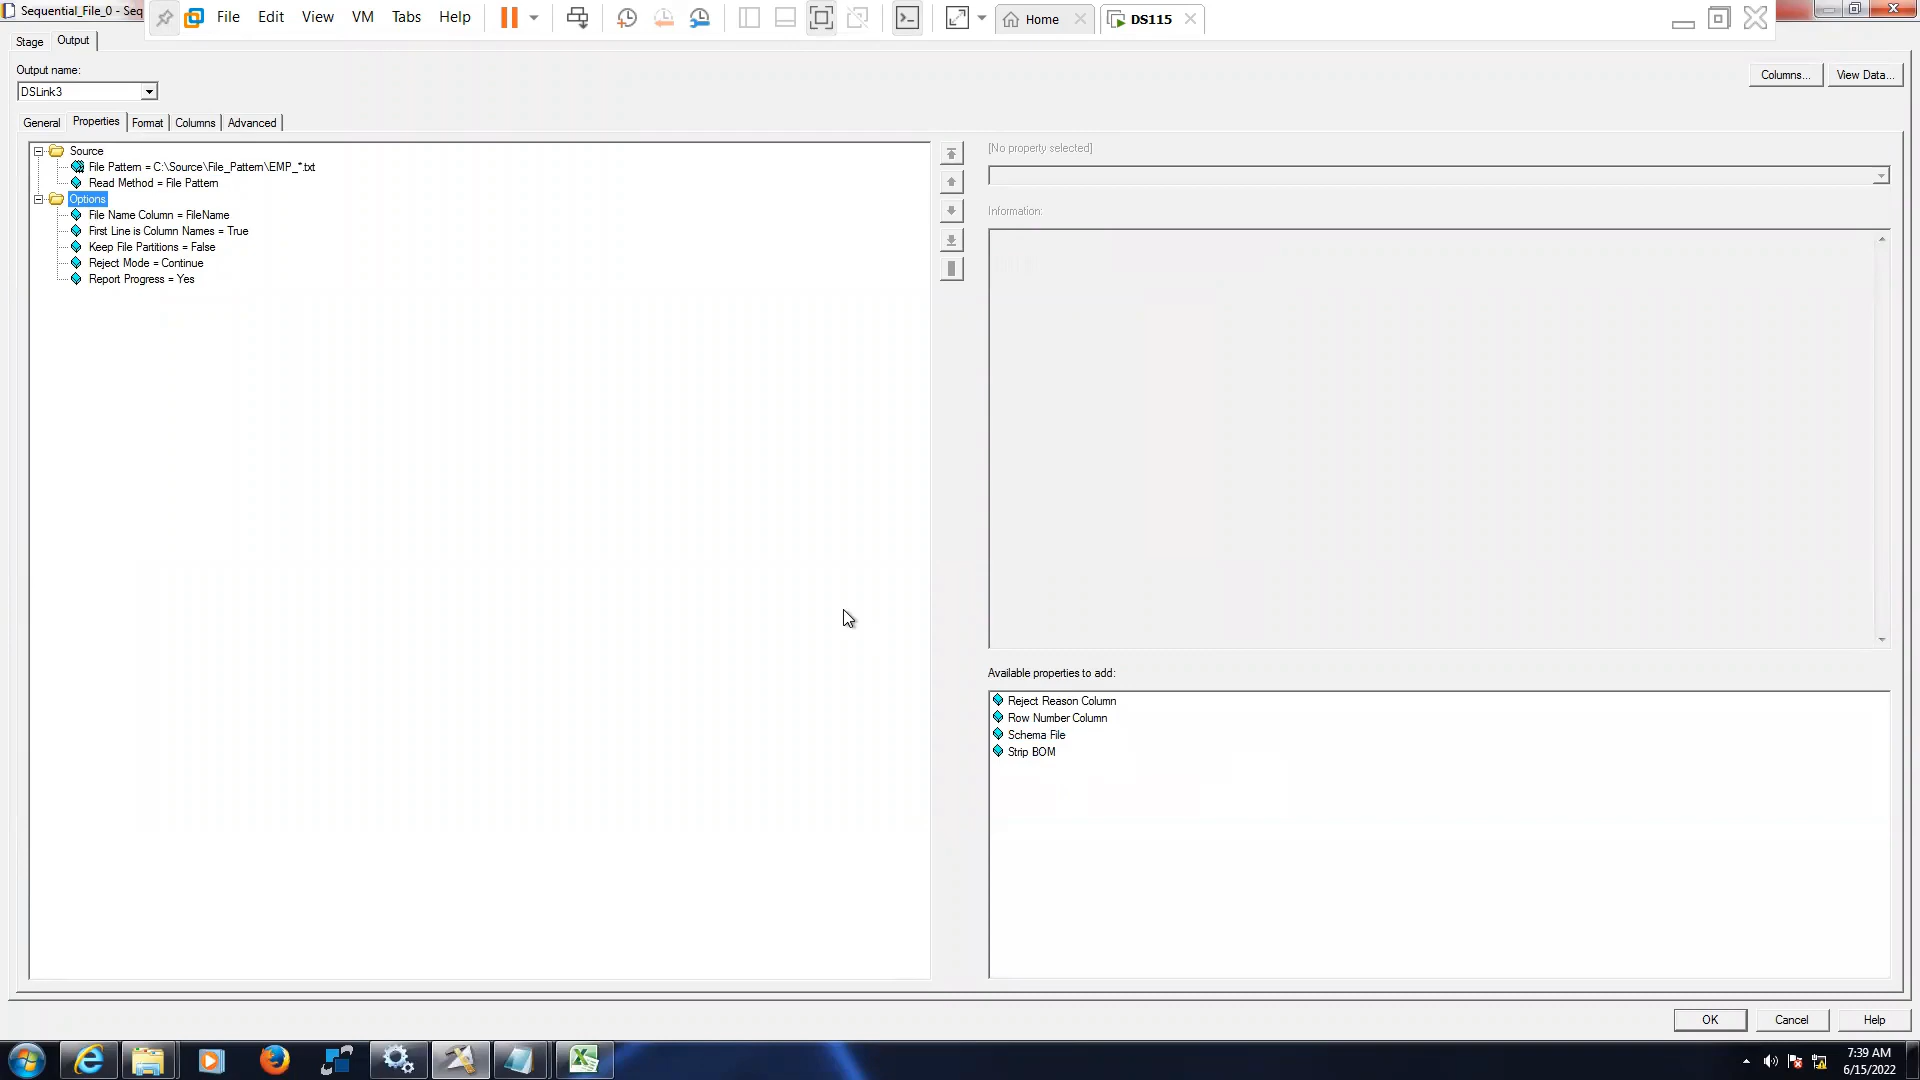 Sequential_File_0 - Seq
File Edit View VM Tabs Help
Home
DS115
Stage Output
Output name:
DSLink3
Columns... View Data...
General Properties Format Columns Advanced
Source
File Pattern = C:\Source\File_Pattern\EMP_*.txt
Read Method = File Pattern
Options
File Name Column = FileName
First Line is Column Names = True
Keep File Partitions = False
Reject Mode = Continue
Report Progress = Yes
[No property selected]
Information:
Available properties to add:
Reject Reason Column
Row Number Column
Schema File
Strip BOM
OK Cancel Help
7:39 AM
6/15/2022